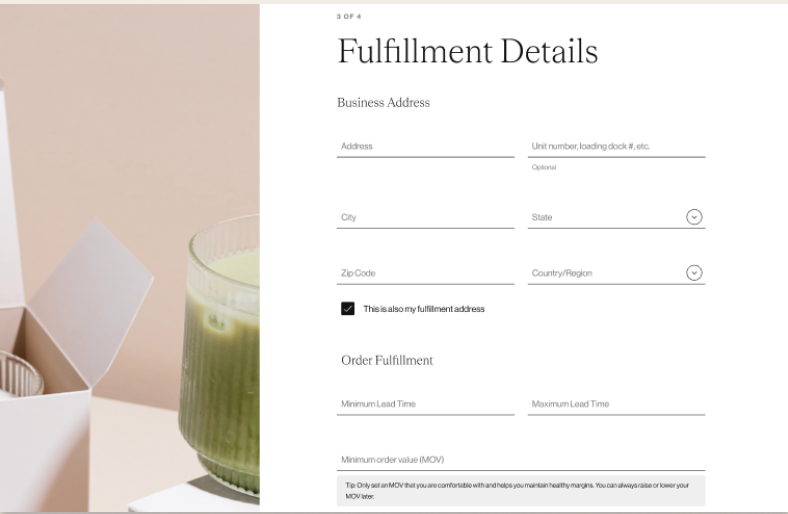 3 OF 4
Fulfillment Details
Business Address
Address
Unit number, loading dock #, etc.
Optional
City
State
Zip Code
Country/Region
This is also my fulfillment address
Order Fulfillment
Minimum Lead Time
Maximum Lead Time
Minimum order value (MOV)
Tip: Only set an MOV that you are comfortable with and helps you maintain healthy margins. You can always raise or lower your
MOV later.